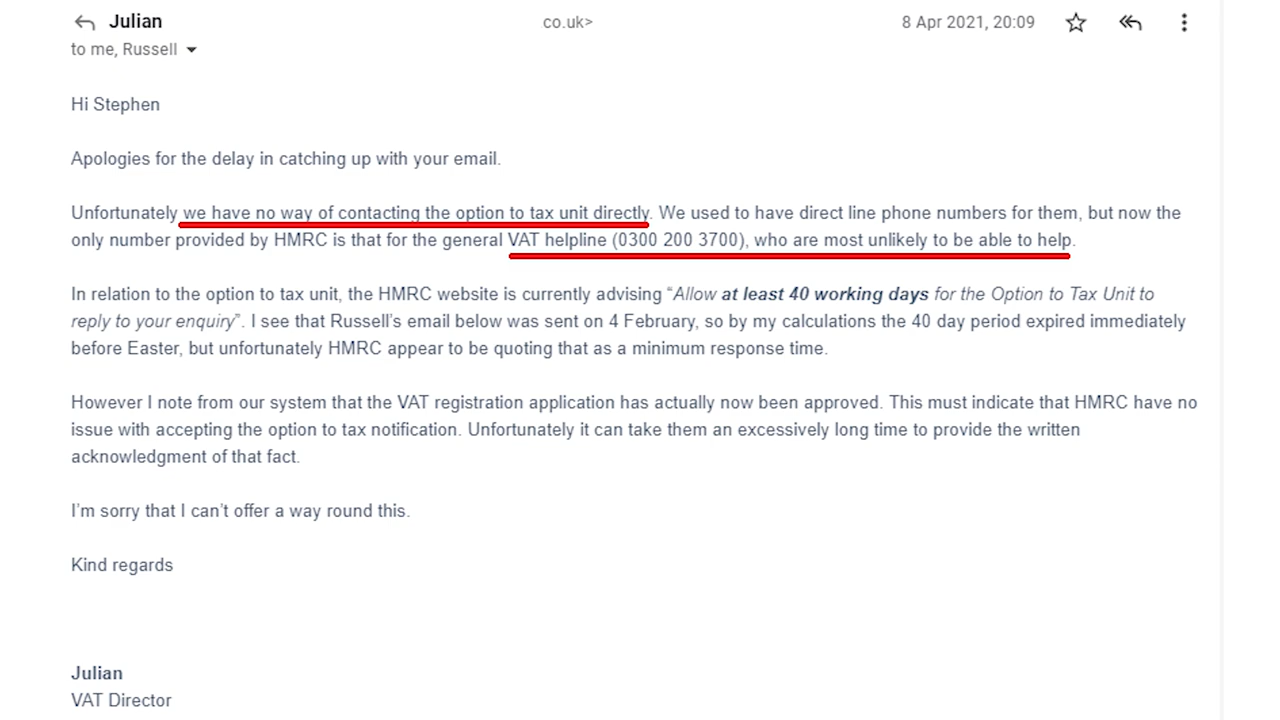 Julian co.uk> 8 Apr 2021, 20:09
to me, Russell
Hi Stephen
Apologies for the delay in catching up with your email.
Unfortunately we have no way of contacting the option to tax unit directly. We used to have direct line phone numbers for them, but now the
only number provided by HMRC is that for the general VAT helpline (0300 200 3700), who are most unlikely to be able to help.
In relation to the option to tax unit, the HMRC website is currently advising “Allow at least 40 working days for the Option to Tax Unit to
reply to your enquiry”. I see that Russell’s email below was sent on 4 February, so by my calculations the 40 day period expired immediately
before Easter, but unfortunately HMRC appear to be quoting that as a minimum response time.
However I note from our system that the VAT registration application has actually now been approved. This must indicate that HMRC have no
issue with accepting the option to tax notification. Unfortunately it can take them an excessively long time to provide the written
acknowledgment of that fact.
I’m sorry that I can’t offer a way round this.
Kind regards
Julian
VAT Director